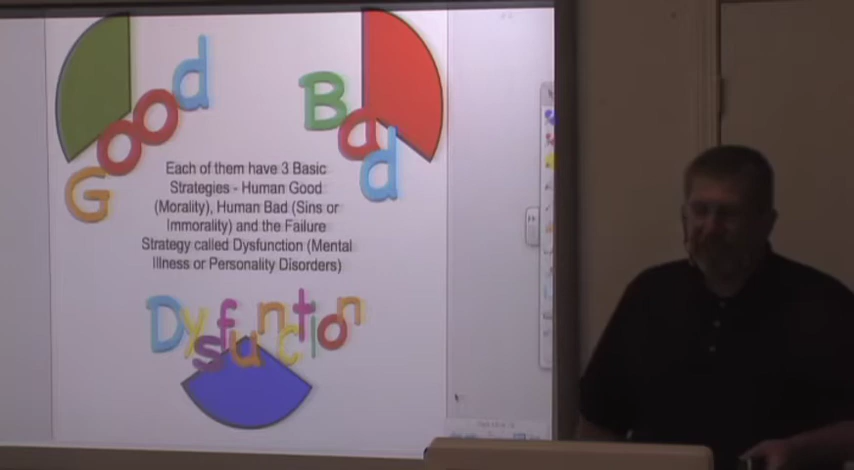 Good
Bad
Each of them have 3 Basic
Strategies - Human Good
(Morality), Human Bad (Sins or
Immorality) and the Failure
Strategy called Dysfunction (Mental
Illness or Personality Disorders)
Dysfunction